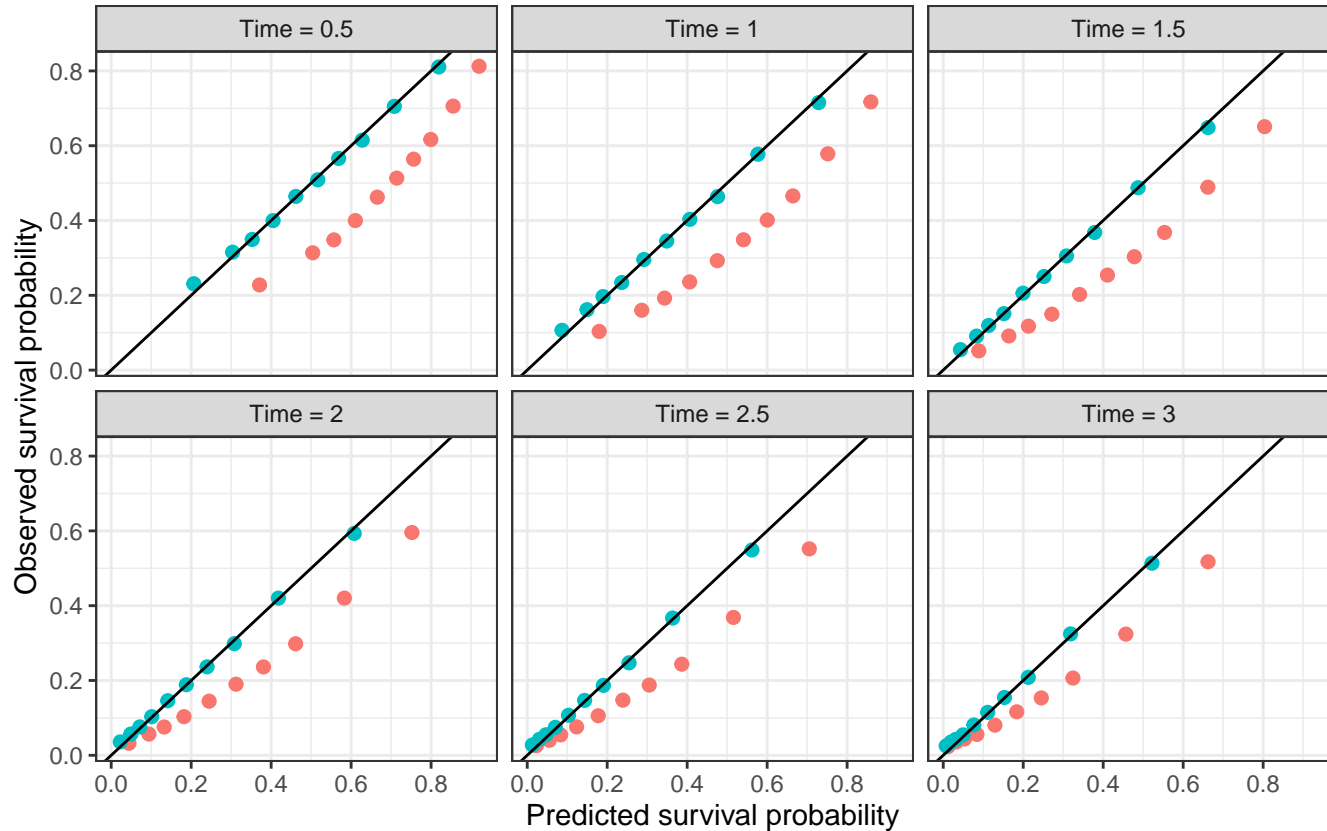 Time = 0.5
Time = 1
Time = 1.5
0.8
0.6
0.4
0.2
0.0
Time = 2
Time = 2.5
Time = 3
0.8
0.6
0.4
0.2
0.0
0.0 0.2 0.4 0.6 0.8
0.0 0.2 0.4 0.6 0.8
0.0 0.2 0.4 0.6 0.8
Predicted survival probability
Observed survival probability